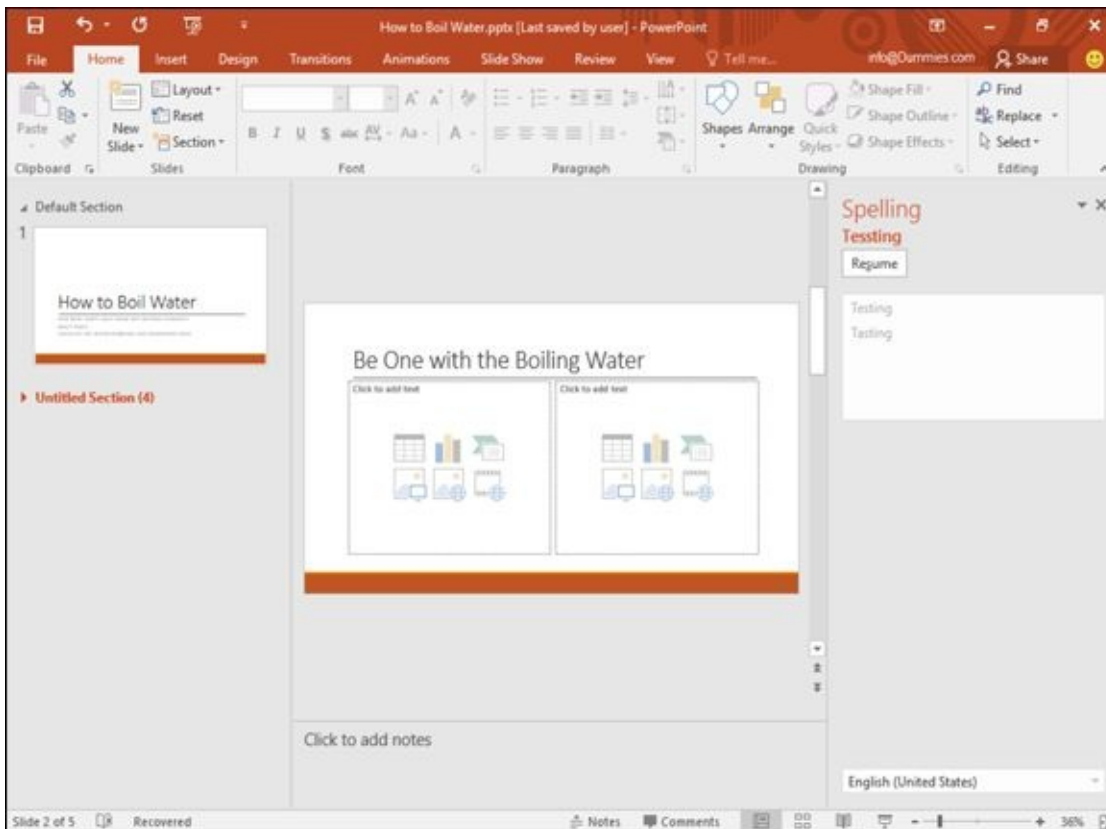 How to Boil Water.pptx [Last saved by user] - PowerPoint
File Home Insert Design Transitions Animations Slide Show Review View Tell me... info@Dummies.com Share
Paste
New Slide
Layout
Reset
Section
B I U S abc AV Aa A
Shapes Arrange Quick Styles
Shape Fill
Shape Outline
Shape Effects
Find
Replace
Select
Clipboard Slides Font Paragraph Drawing Editing
Default Section
1
How to Boil Water
Untitled Section (4)
Be One with the Boiling Water
Click to add text
Click to add text
Click to add notes
Spelling
Tessting
Resume
Testing
Tasting
English (United States)
Slide 2 of 5 Recovered Notes Comments 36%